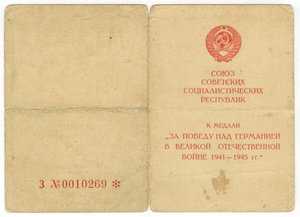 СОЮЗ
СОВЕТСКИХ
СОЦИАЛИСТИЧЕСКИХ
РЕСПУБЛИК
К МЕДАЛИ
„ЗА ПОБЕДУ НАД ГЕРМАНИЕЙ
В ВЕЛИКОЙ ОТЕЧЕСТВЕННОЙ
ВОЙНЕ 1941—1945 гг.“
З №0010269 *